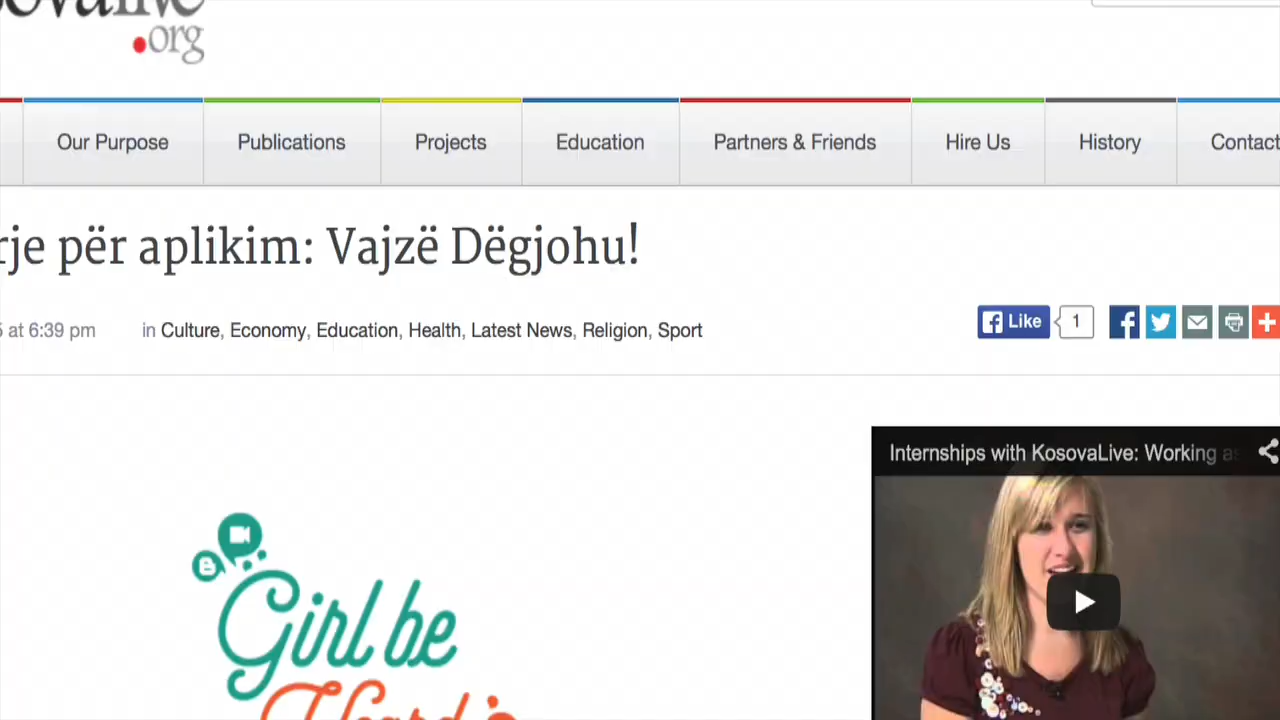 .org
Our Purpose
Publications
Projects
Education
Partners & Friends
Hire Us
History
Contact
për aplikim: Vajzë Dëgjohu!
at 6:39 pm
in Culture, Economy, Education, Health, Latest News, Religion, Sport
Like
1
Internships with KosovaLive: Working
Girl be
Heard